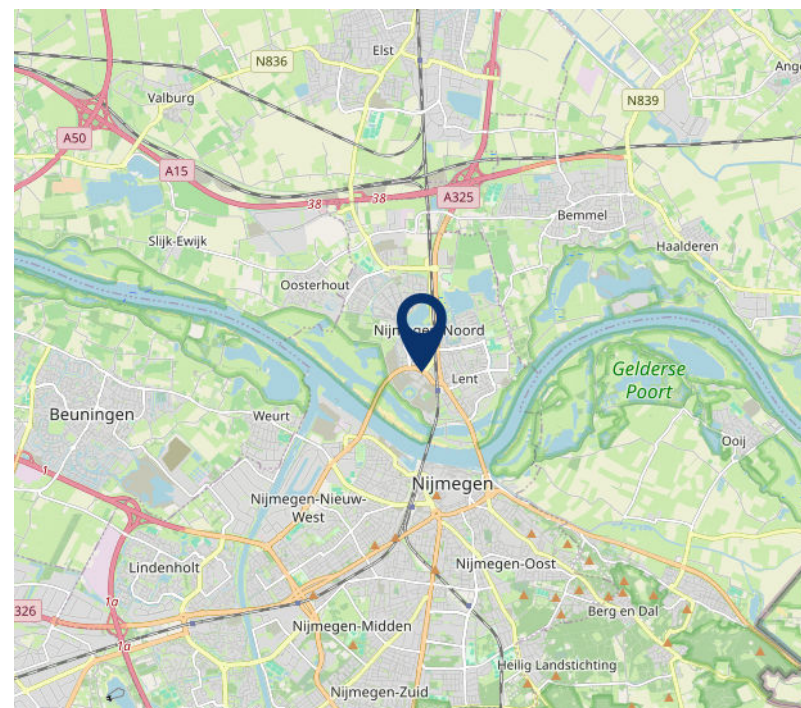 Elst
N836
Ange
Valburg
N839
A50
A15
38
38
A325
Bemmel
Slijk-Ewijk
Haalderen
Oosterhout
Nijmegen-Noord
Gelderse
Poort
Lent
Beuningen
Weurt
Ooij
1
Nijmegen
Nijmegen-Nieuw-
West
Nijmegen-Oost
Lindenholt
1a
326
Berg en Dal
Nijmegen-Midden
1a
Heilig Landstichting
Nijmegen-Zuid